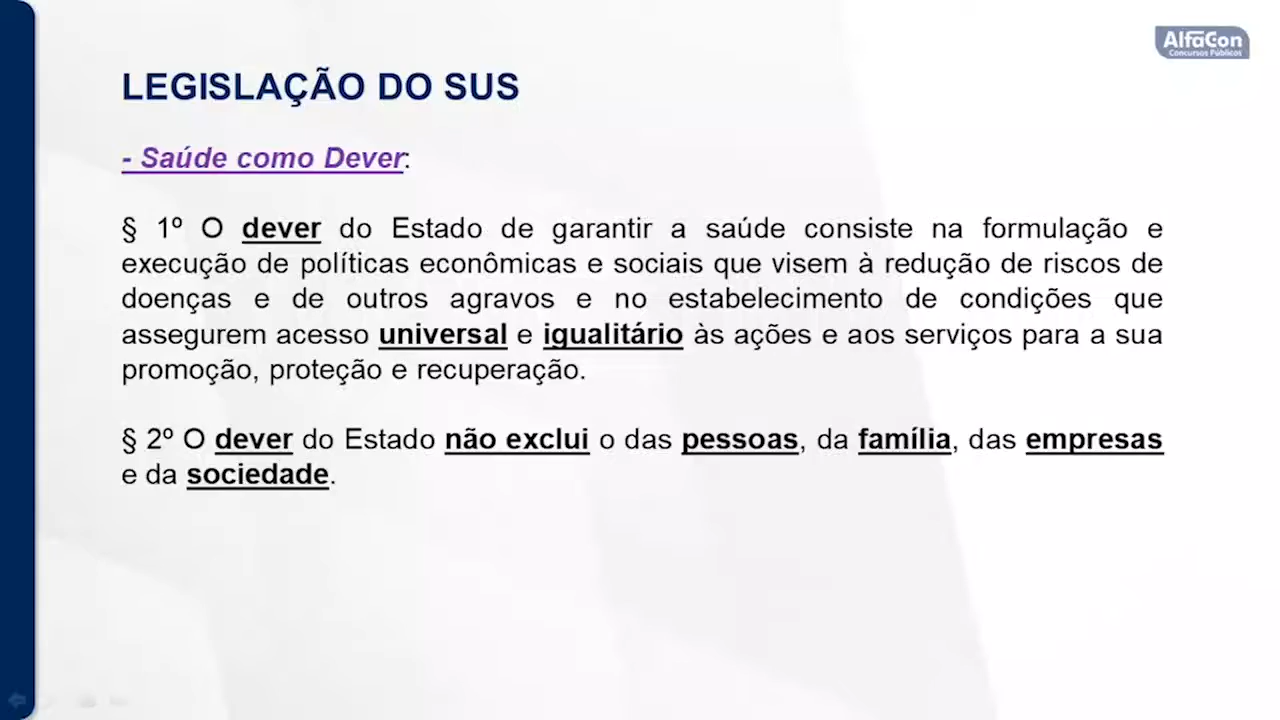 AlfaCon
Concursos Públicos
LEGISLAÇÃO DO SUS
- Saúde como Dever:
§ 1º O dever do Estado de garantir a saúde consiste na formulação e
execução de políticas econômicas e sociais que visem à redução de riscos de
doenças e de outros agravos e no estabelecimento de condições que
assegurem acesso universal e igualitário às ações e aos serviços para a sua
promoção, proteção e recuperação.
§ 2º O dever do Estado não exclui o das pessoas, da família, das empresas
e da sociedade.